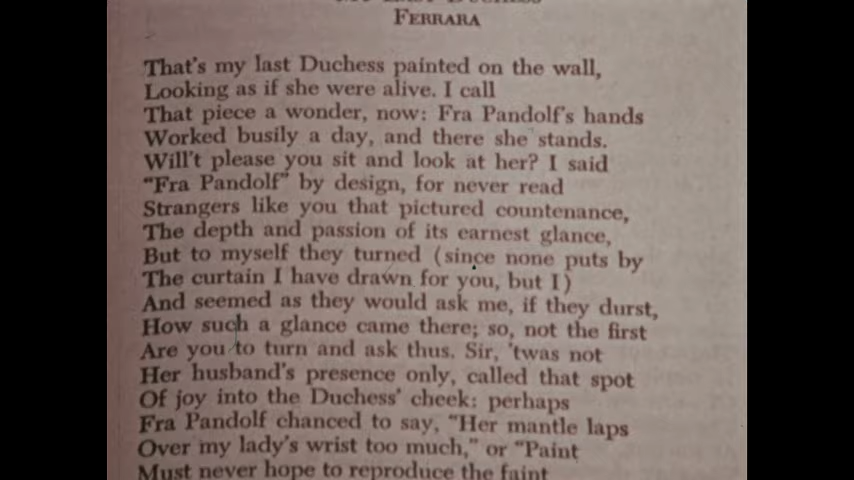 FERRARA
That's my last Duchess painted on the wall,
Looking as if she were alive. I call
That piece a wonder, now: Fra Pandolf's hands
Worked busily a day, and there she stands.
Will't please you sit and look at her? I said
"Fra Pandolf" by design, for never read
Strangers like you that pictured countenance,
The depth and passion of its earnest glance,
But to myself they turned (since none puts by
The curtain I have drawn for you, but I)
And seemed as they would ask me, if they durst,
How such a glance came there; so, not the first
Are you to turn and ask thus. Sir, 'twas not
Her husband's presence only, called that spot
Of joy into the Duchess' cheek: perhaps
Fra Pandolf chanced to say, "Her mantle laps
Over my lady's wrist too much," or "Paint
Must never hope to reproduce the faint